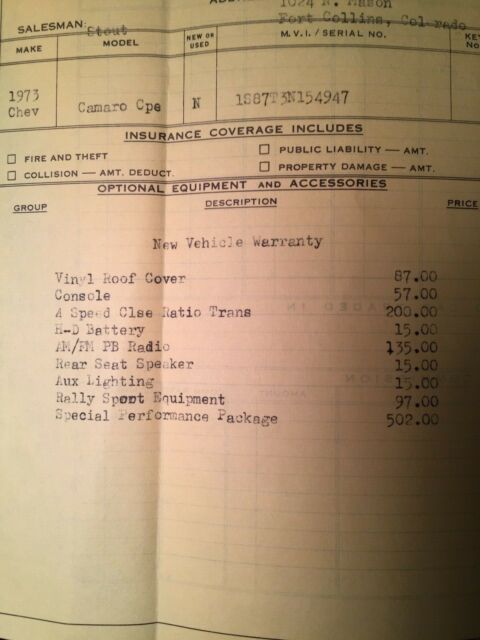 1024 N. Mason
SALESMAN: Stout
Fort Collins, Colorado
MAKE MODEL NEW OR USED M.V.I. / SERIAL NO.
1973 Chev Camaro Cpe N 1S87T3N154947
INSURANCE COVERAGE INCLUDES
☐ FIRE AND THEFT ☐ PUBLIC LIABILITY — AMT.
☐ COLLISION — AMT. DEDUCT. ☐ PROPERTY DAMAGE — AMT.
OPTIONAL EQUIPMENT AND ACCESSORIES
GROUP DESCRIPTION PRICE
New Vehicle Warranty
Vinyl Roof Cover 87.00
Console 57.00
4 Speed Clse Ratio Trans 200.00
H-D Battery 15.00
AM/FM PB Radio 135.00
Rear Seat Speaker 15.00
Aux Lighting 15.00
Rally Sport Equipment 97.00
Special Performance Package 502.00